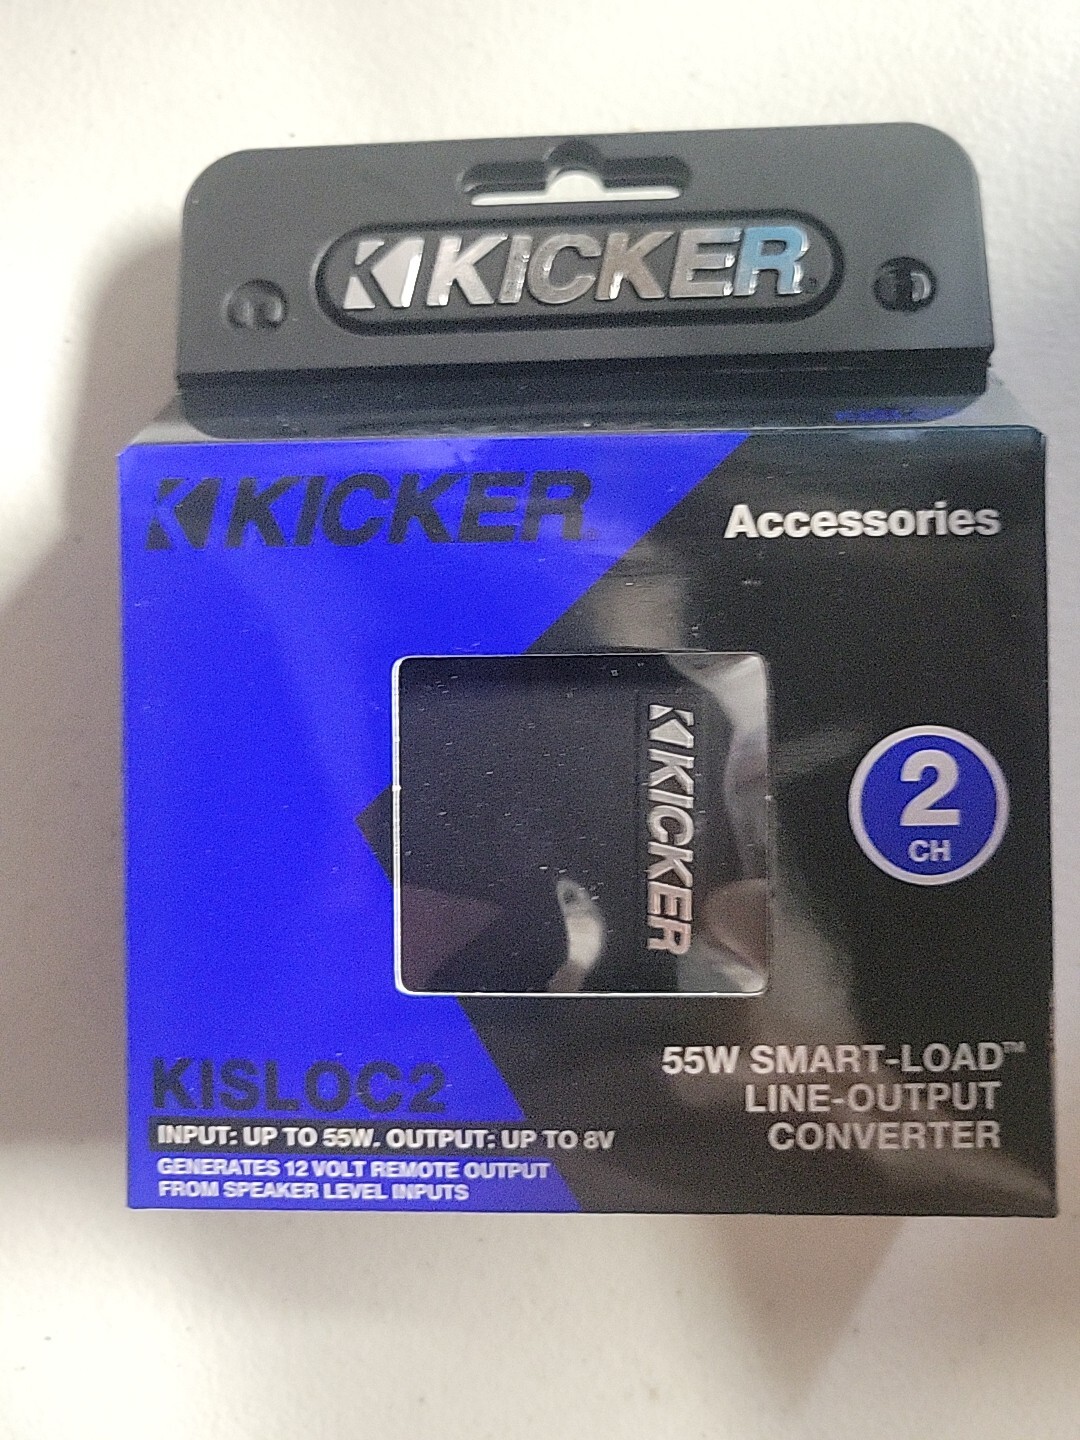 KICKER
KICKER
Accessories
KICKER
2
CH
KISLOC2
INPUT: UP TO 55W. OUTPUT: UP TO 8V
GENERATES 12 VOLT REMOTE OUTPUT
FROM SPEAKER LEVEL INPUTS
55W SMART-LOAD™
LINE-OUTPUT
CONVERTER